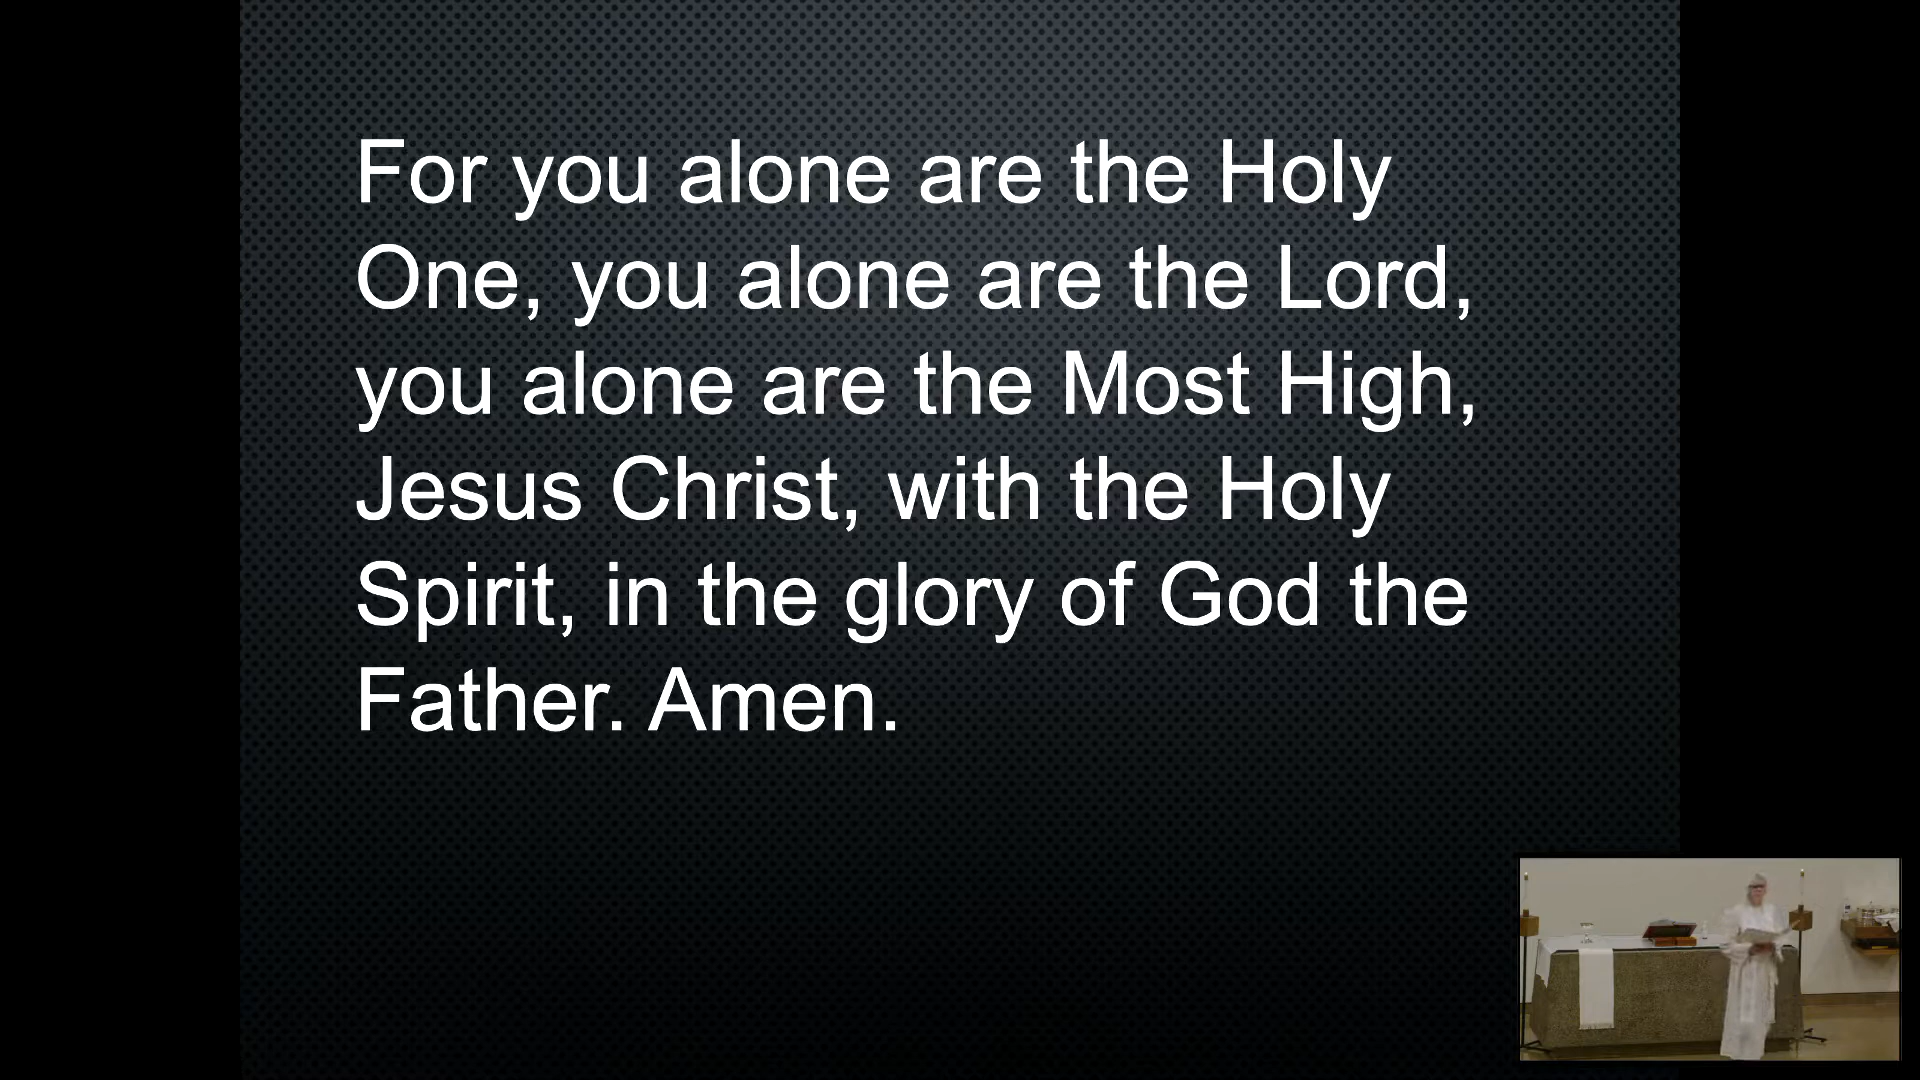 For you alone are the Holy
One, you alone are the Lord,
you alone are the Most High,
Jesus Christ, with the Holy
Spirit, in the glory of God the
Father. Amen.